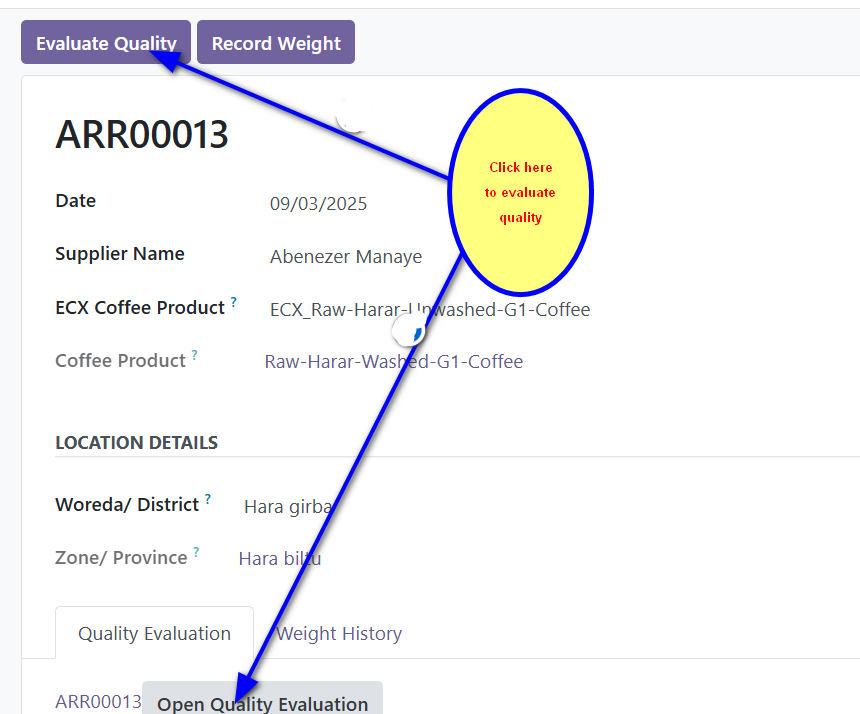 Evaluate Quality Record Weight
ARR00013
Click here
to evaluate
quality
Date 09/03/2025
Supplier Name Abenezer Manaye
ECX Coffee Product ? ECX_Raw-Harar-Unwashed-G1-Coffee
Coffee Product ? Raw-Harar-Washed-G1-Coffee
LOCATION DETAILS
Woreda/ District ? Hara girba
Zone/ Province ? Hara biltu
Quality Evaluation Weight History
ARR00013 Open Quality Evaluation